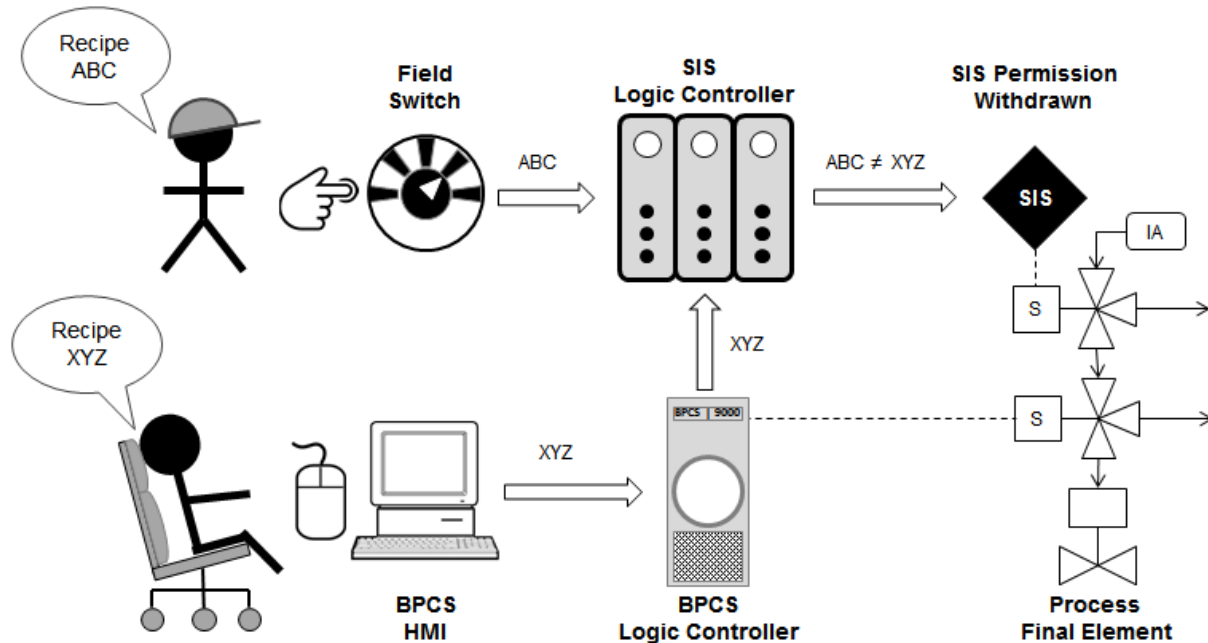 Recipe
ABC
Field
Switch
SIS
Logic Controller
SIS Permission
Withdrawn
ABC
ABC ≠ XYZ
SIS
IA
S
Recipe
XYZ
XYZ
BPCS 9000
S
XYZ
BPCS
HMI
BPCS
Logic Controller
Process
Final Element